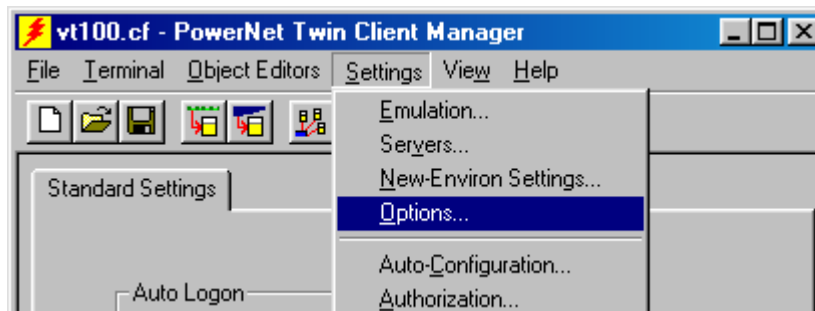 vt100.cf - PowerNet Twin Client Manager
File Terminal Object Editors Settings View Help
Emulation...
Servers...
New-Environ Settings...
Standard Settings
Options...
Auto-Configuration...
Auto Logon
Authorization...